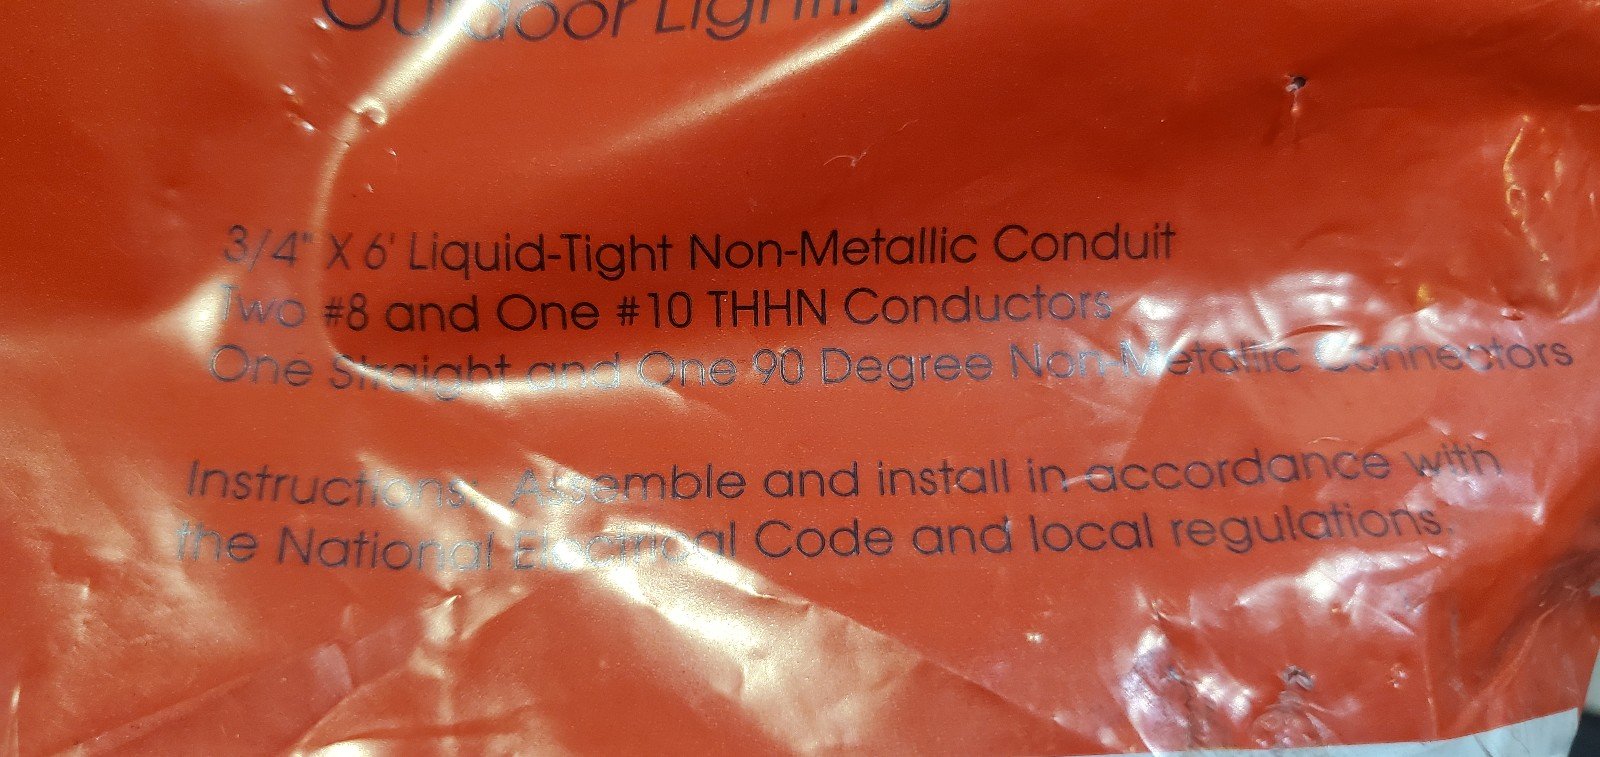 Outdoor Lighting
3/4" X 6' Liquid-Tight Non-Metallic Conduit
Two #8 and One #10 THHN Conductors
One Straight and One 90 Degree Non-Metallic Connectors
Instructions: Assemble and install in accordance with
the National Electrical Code and local regulations.